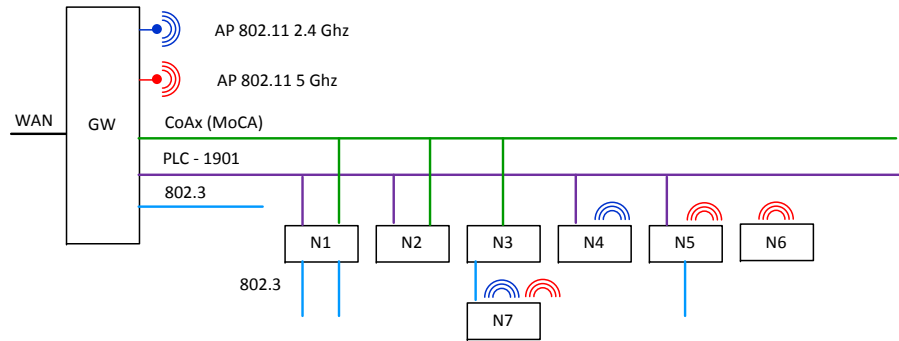 AP 802.11 2.4 Ghz
AP 802.11 5 Ghz
WAN
GW
CoAx (MoCA)
PLC - 1901
802.3
N1
N2
N3
N4
N5
N6
802.3
N7